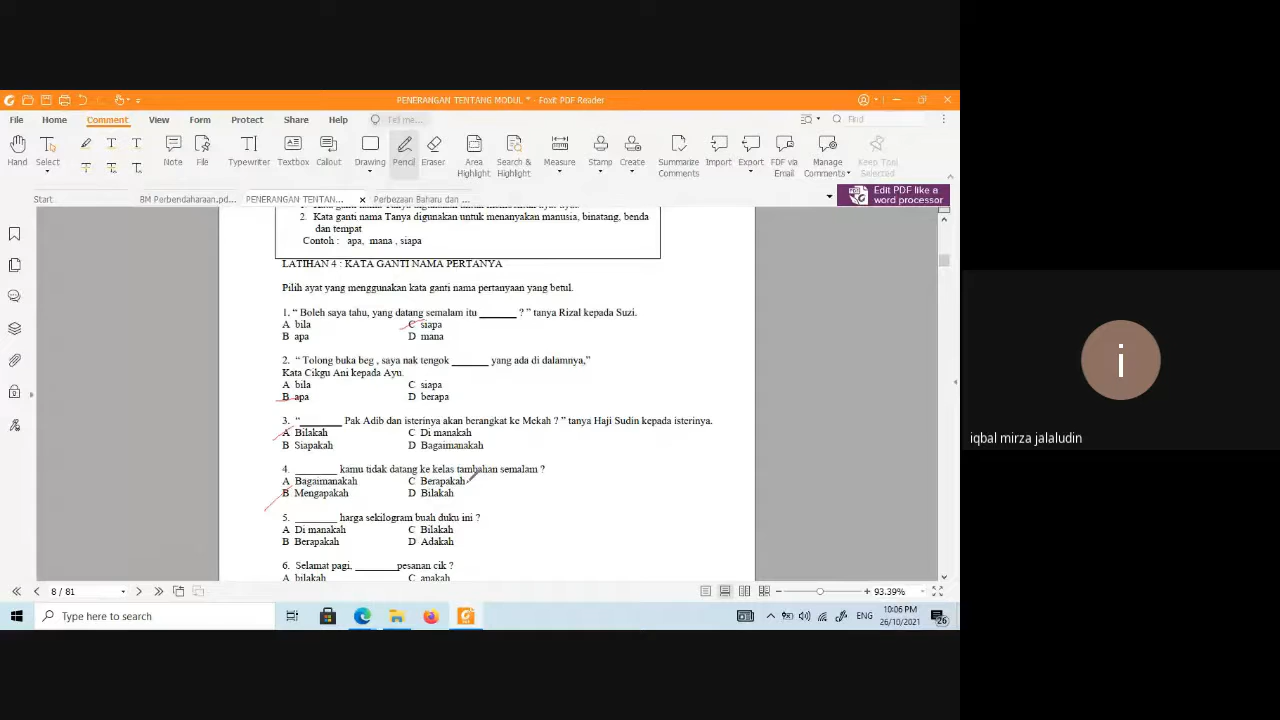 PENERANGAN TENTANG MODUL * - Foxit PDF Reader
File Home Comment View Form Protect Share Help Tell me... Find
Hand Select Note File Typewriter Textbox Callout Drawing Pencil Eraser Area Highlight Search & Highlight Measure Stamp Create Summarize Comments Import Export FDF via Email Manage Comments Keep Tool Selected
Start BM Perbendaharaan.pd... PENERANGAN TENTAN... Perbezaan Baharu dan ... Edit PDF like a word processor
2. Kata ganti nama Tanya digunakan untuk menanyakan manusia, binatang, benda
dan tempat
Contoh : apa, mana , siapa
LATIHAN 4 : KATA GANTI NAMA PERTANYA
Pilih ayat yang menggunakan kata ganti nama pertanyaan yang betul.
1. “ Boleh saya tahu, yang datang semalam itu _______ ? ” tanya Rizal kepada Suzi.
A bila C siapa
B apa D mana
2. “ Tolong buka beg , saya nak tengok _______ yang ada di dalamnya,”
Kata Cikgu Ani kepada Ayu.
A bila C siapa
B apa D berapa
3. “________ Pak Adib dan isterinya akan berangkat ke Mekah ? ” tanya Haji Sudin kepada isterinya.
A Bilakah C Di manakah
B Siapakah D Bagaimanakah
4. ________ kamu tidak datang ke kelas tambahan semalam ?
A Bagaimanakah C Berapakah
B Mengapakah D Bilakah
5. ________ harga sekilogram buah duku ini ?
A Di manakah C Bilakah
B Berapakah D Adakah
6. Selamat pagi, ________pesanan cik ?
A bilakah C apakah
8 / 81 93.39%
Type here to search ENG 10:06 PM
26/10/2021 26
i
iqbal mirza jalaludin